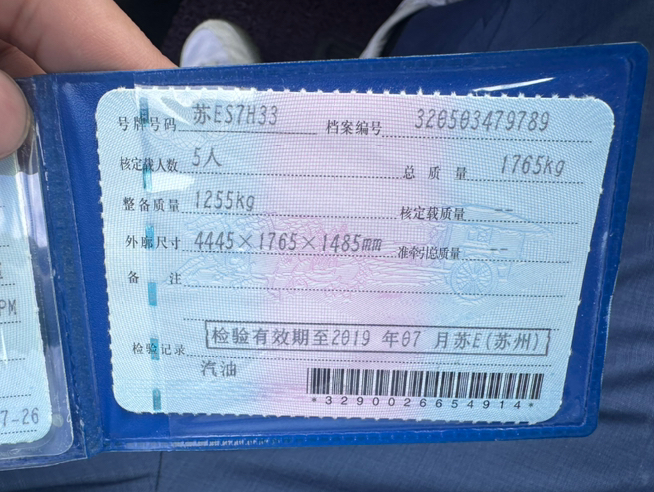 号牌号码 苏ES7H33 档案编号 320503479789
核定载人数 5人 总质量 1765kg
整备质量 1255kg 核定载质量 --
外廓尺寸 4445×1765×1485mm 准牵引总质量 --
备注
检验记录 检验有效期至2019 年07 月苏E(苏州)
汽油
*3290026654914*
PM
7-26